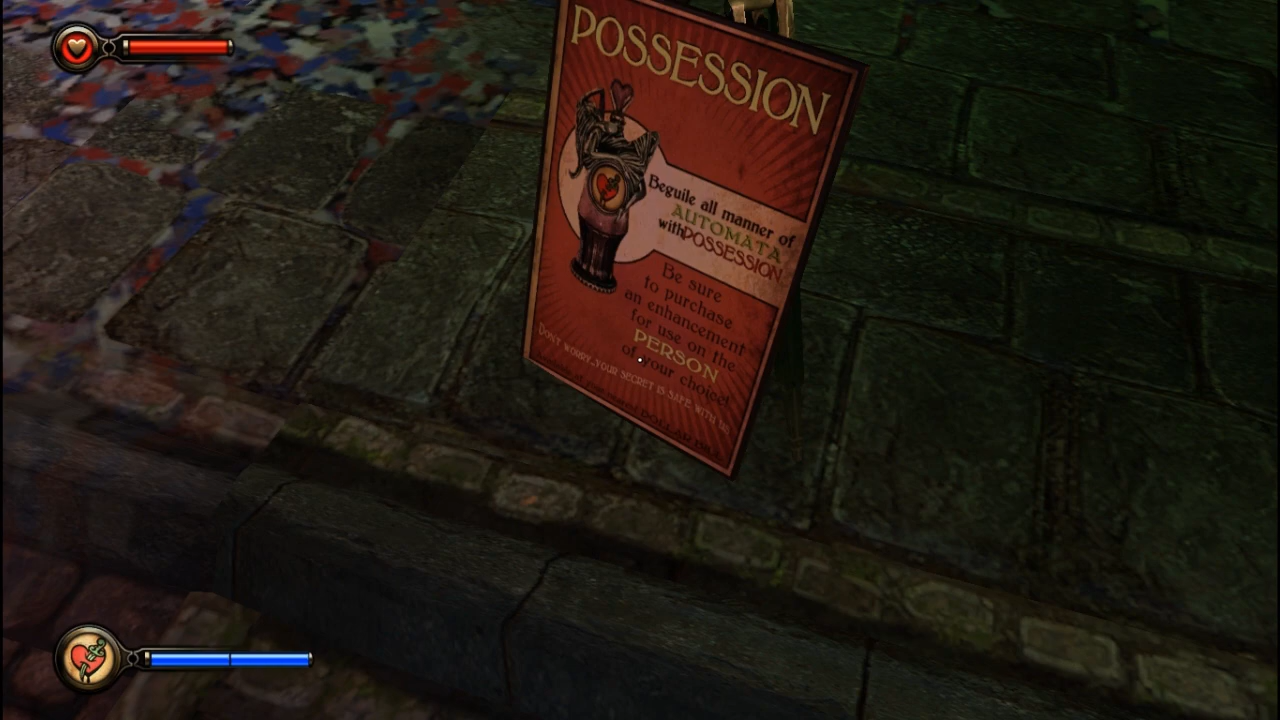 POSSESSION
Beguile all manner of
AUTOMATA
with POSSESSION
Be sure
to purchase
an enhancement
for use on the
PERSON
of your choice!
DON'T WORRY...YOUR SECRET IS SAFE WITH US